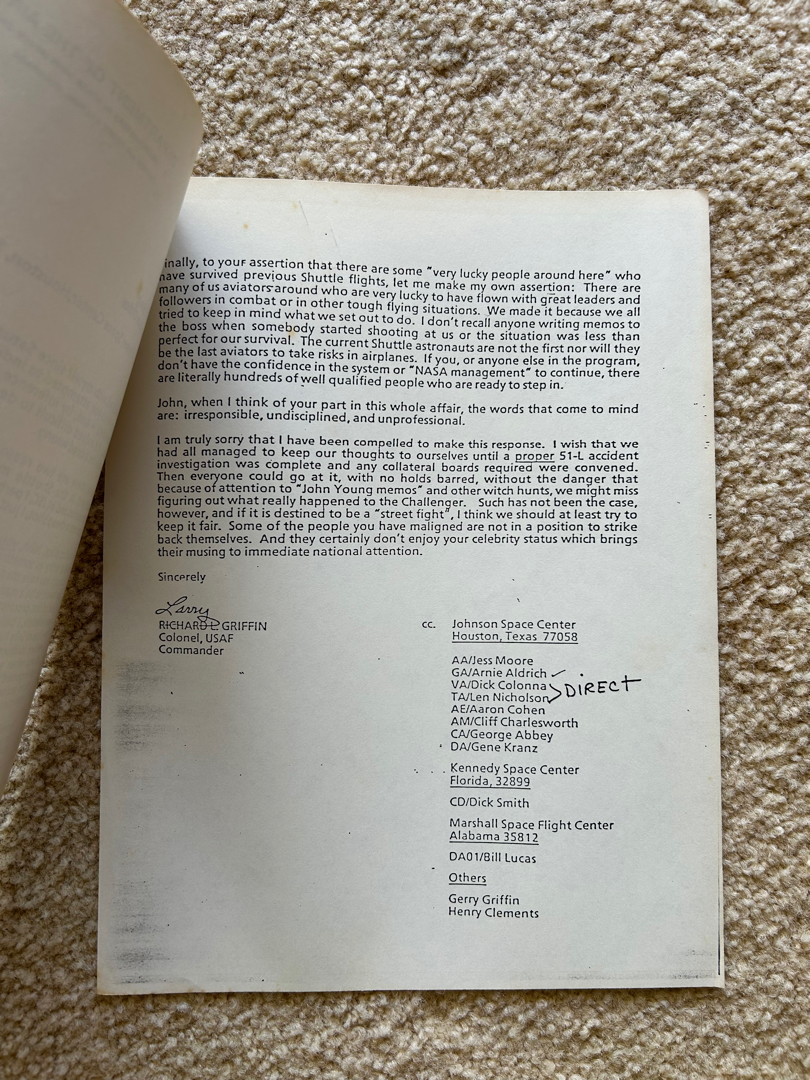 inally, to your assertion that there are some "very lucky people around here" who
have survived previous Shuttle flights, let me make my own assertion: There are
many of us aviators around who are very lucky to have flown with great leaders and
followers in combat or in other tough flying situations. We made it because we all
tried to keep in mind what we set out to do. I don't recall anyone writing memos to
the boss when somebody started shooting at us or the situation was less than
perfect for our survival. The current Shuttle astronauts are not the first nor will they
be the last aviators to take risks in airplanes. If you, or anyone else in the program,
don't have the confidence in the system or "NASA management" to continue, there
are literally hundreds of well qualified people who are ready to step in.
John, when I think of your part in this whole affair, the words that come to mind
are: irresponsible, undisciplined, and unprofessional.
I am truly sorry that I have been compelled to make this response. I wish that we
had all managed to keep our thoughts to ourselves until a proper 51-L accident
investigation was complete and any collateral boards required were convened.
Then everyone could go at it, with no holds barred, without the danger that
because of attention to "John Young memos" and other witch hunts, we might miss
figuring out what really happened to the Challenger. Such has not been the case,
however, and if it is destined to be a "street fight", I think we should at least try to
keep it fair. Some of the people you have maligned are not in a position to strike
back themselves. And they certainly don't enjoy your celebrity status which brings
their musing to immediate national attention.
Sincerely
Larry
RICHARD L. GRIFFIN
Colonel, USAF
Commander
cc. Johnson Space Center
Houston, Texas 77058
AA/Jess Moore
GA/Arnie Aldrich
VA/Dick Colonna
TA/Len Nicholson
DIRECT
AE/Aaron Cohen
AM/Cliff Charlesworth
CA/George Abbey
DA/Gene Kranz
Kennedy Space Center
Florida, 32899
CD/Dick Smith
Marshall Space Flight Center
Alabama 35812
DA01/Bill Lucas
Others
Gerry Griffin
Henry Clements